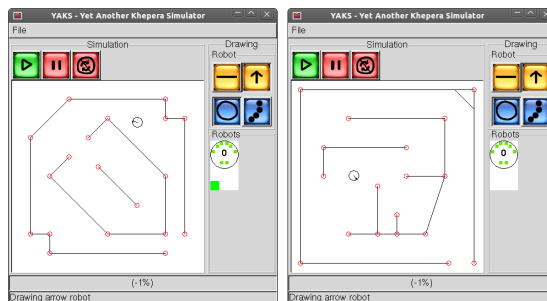 YAKS - Yet Another Khepera Simulator
File
Simulation
Drawing
Robot
Robots
0
(-1%)
Drawing arrow robot
YAKS - Yet Another Khepera Simulator
File
Simulation
Drawing
Robot
Robots
0
(-1%)
Drawing arrow robot